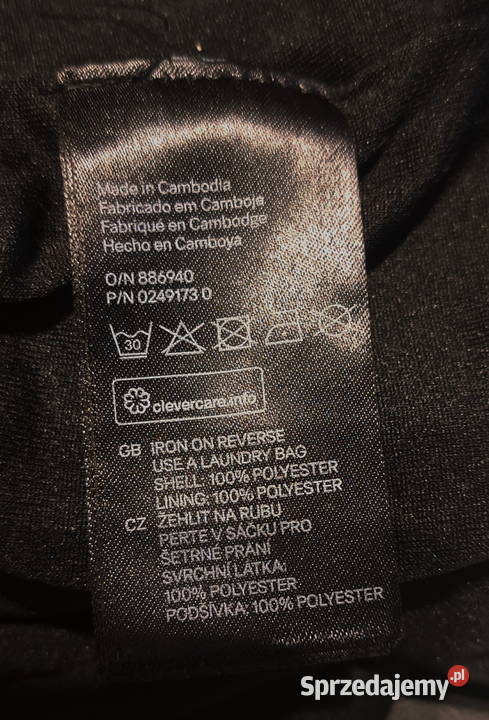 Made in Cambodia
Fabricado em Camboja
Fabriqué en Cambodge
Hecho en Camboya
O/N 886940
P/N 0249173 0
30
clevercare.info
GB IRON ON REVERSE
USE A LAUNDRY BAG
SHELL: 100% POLYESTER
LINING: 100% POLYESTER
CZ ŽEHLIT NA RUBU
PERTE V SÁČKU PRO
ŠETRNÉ PRANÍ
SVRCHNÍ LÁTKA:
100% POLYESTER
PODŠÍVKA: 100% POLYESTER
Sprzedajemy.pl